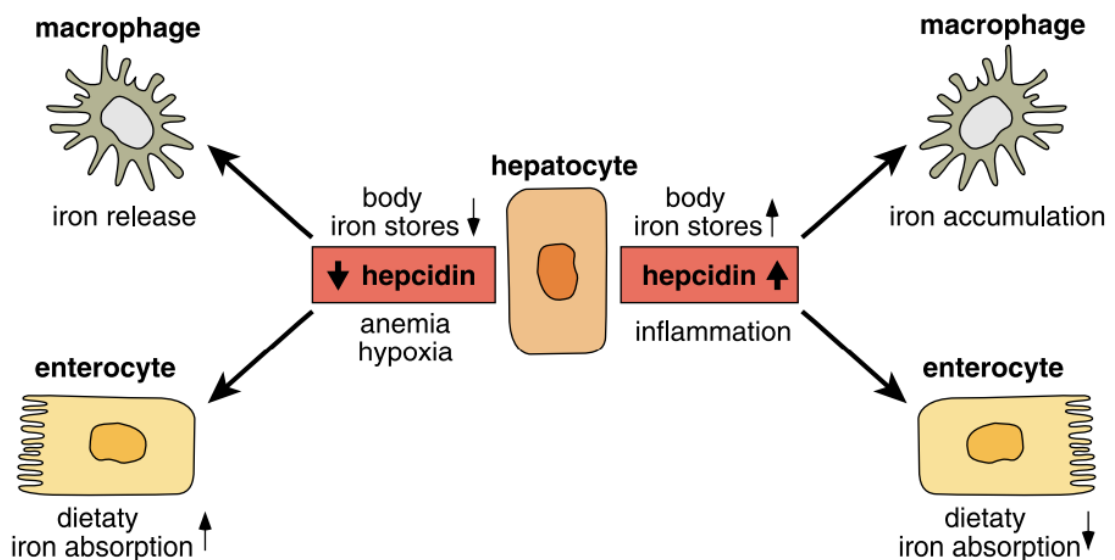 macrophage
iron release
macrophage
iron accumulation
hepatocyte
body
iron stores
hepcidin
anemia
hypoxia
body
iron stores
hepcidin
inflammation
enterocyte
dietaty
iron absorption
enterocyte
dietaty
iron absorption